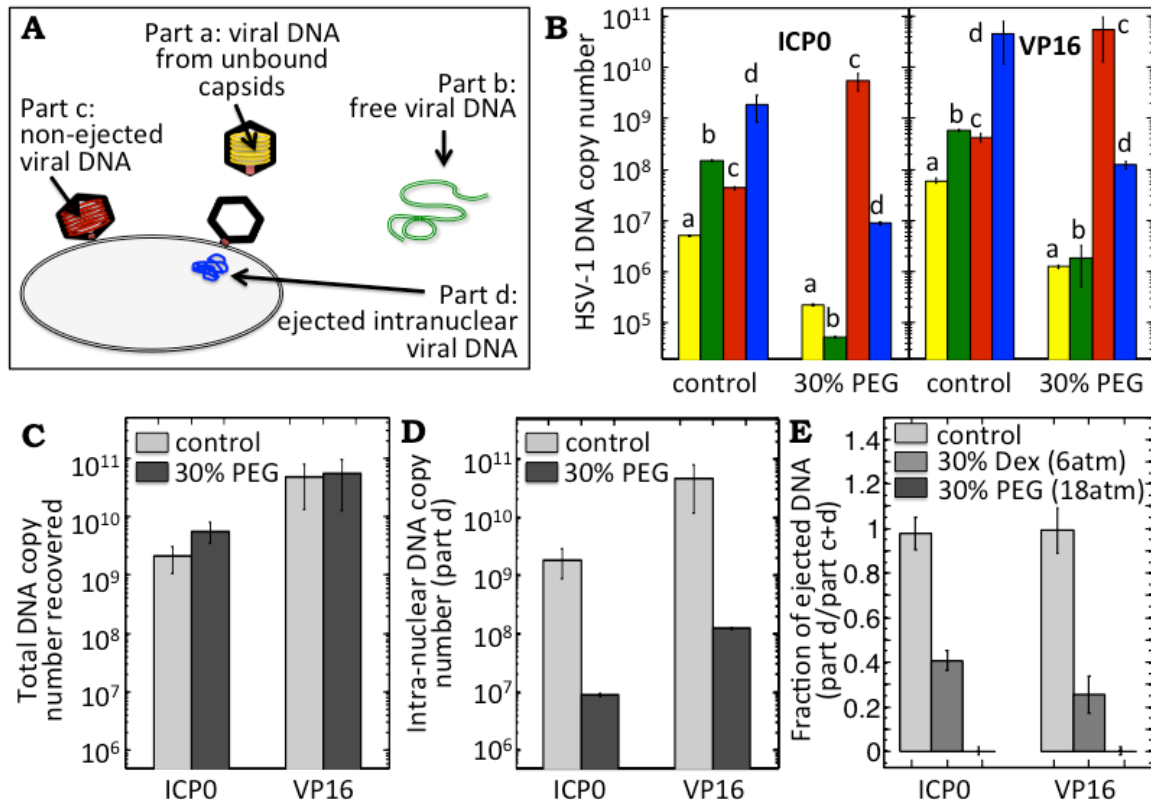 A
Part a: viral DNA
from unbound
capsids
Part c:
non-ejected
viral DNA
Part b:
free viral DNA
Part d:
ejected intranuclear
viral DNA
B
HSV-1 DNA copy number
10^11
10^10
10^9
10^8
10^7
10^6
10^5
ICP0
a
b
c
d
a
b
c
d
control
30% PEG
VP16
a
b
c
d
a
b
c
d
control
30% PEG
C
control
30% PEG
Total DNA copy
number recovered
10^11
10^10
10^9
10^8
10^7
10^6
ICP0
VP16
D
control
30% PEG
Intra-nuclear DNA copy
number (part d)
10^11
10^10
10^9
10^8
10^7
10^6
ICP0
VP16
E
control
30% Dex (6atm)
30% PEG (18atm)
Fraction of ejected DNA
(part d/part c+d)
1.4
1.2
1
0.8
0.6
0.4
0.2
0
ICP0
VP16